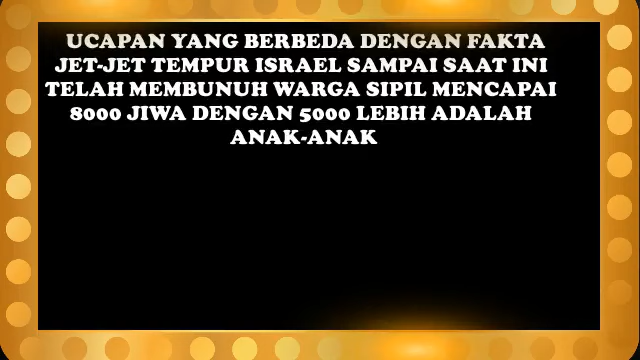 UCAPAN YANG BERBEDA DENGAN FAKTA
JET-JET TEMPUR ISRAEL SAMPAI SAAT INI
TELAH MEMBUNUH WARGA SIPIL MENCAPAI
8000 JIWA DENGAN 5000 LEBIH ADALAH
ANAK-ANAK